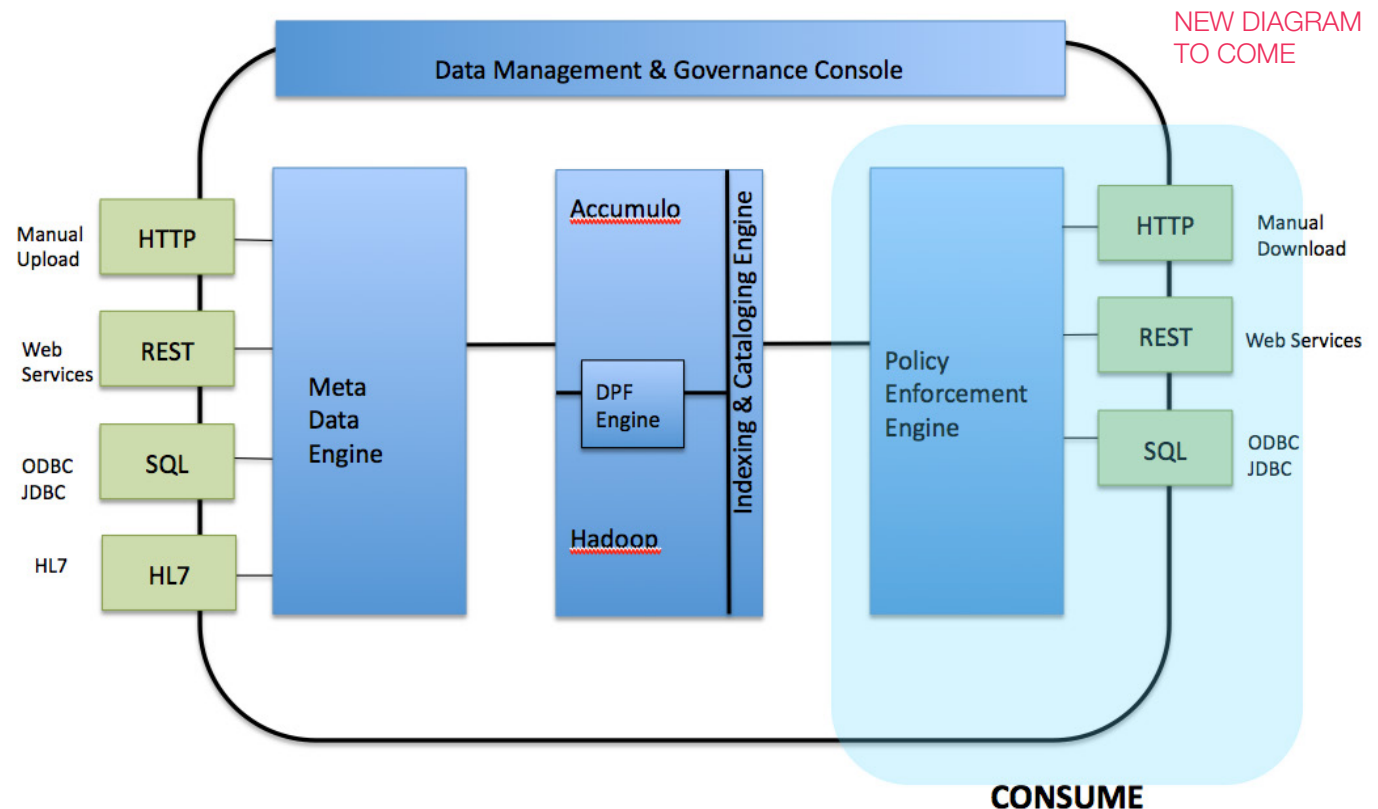 NEW DIAGRAM
TO COME
Data Management & Governance Console
Manual
Upload
HTTP
Web
Services
REST
ODBC
JDBC
SQL
HL7
HL7
Meta
Data
Engine
Accumulo
DPF
Engine
Hadoop
Indexing & Cataloging Engine
Policy
Enforcement
Engine
HTTP
Manual
Download
REST
Web Services
SQL
ODBC
JDBC
CONSUME